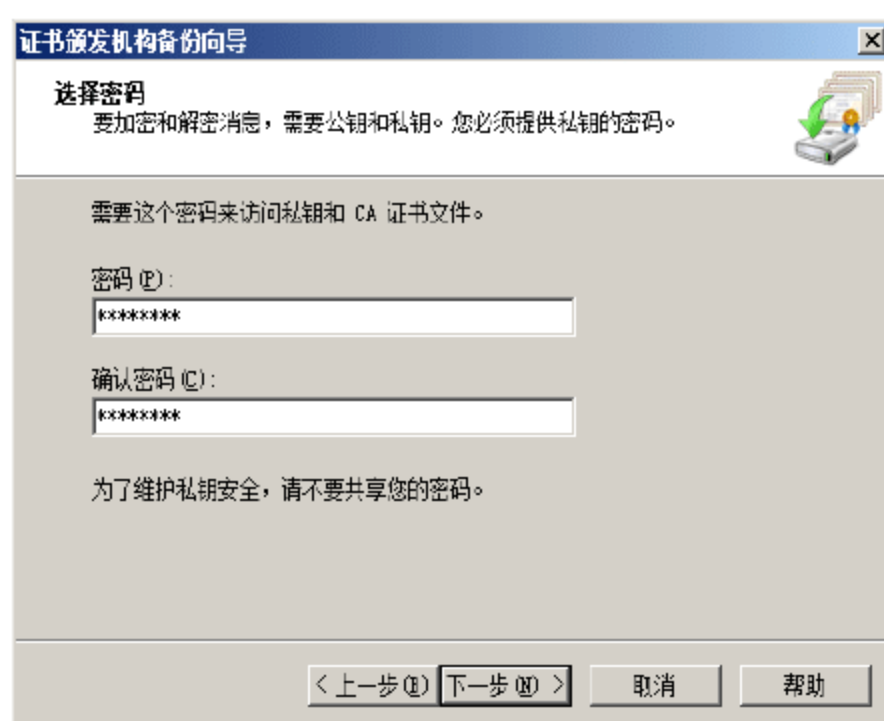 证书颁发机构备份向导
选择密码
要加密和解密消息，需要公钥和私钥。您必须提供私钥的密码。
需要这个密码来访问私钥和 CA 证书文件。
密码(P):
********
确认密码(C):
********
为了维护私钥安全，请不要共享您的密码。
< 上一步(B) 下一步(N) > 取消 帮助